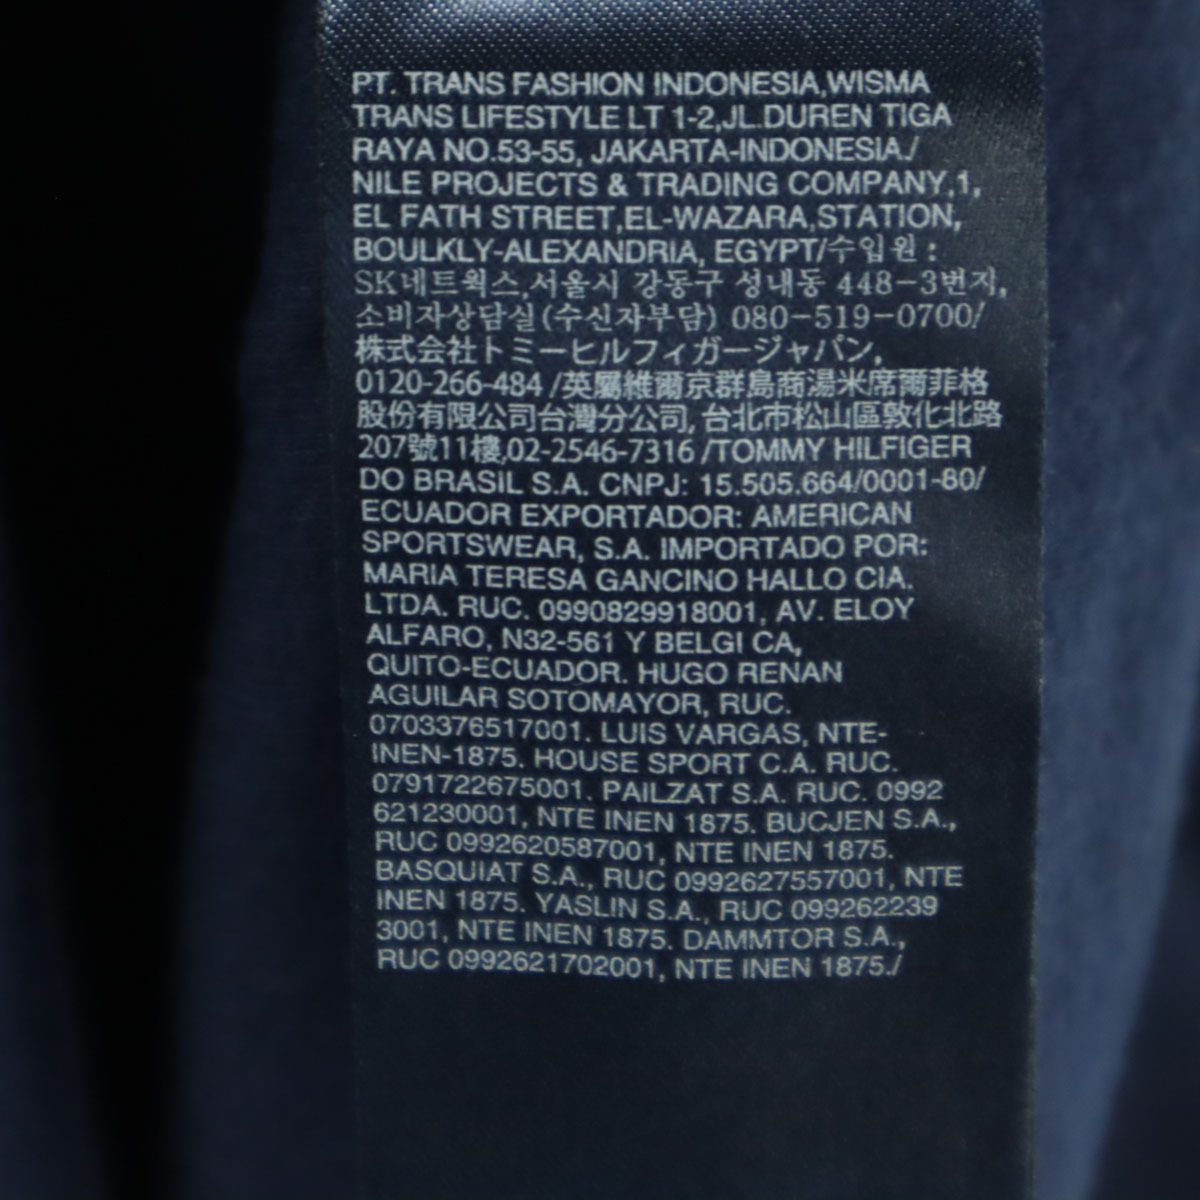 PT. TRANS FASHION INDONESIA,WISMA
TRANS LIFESTYLE LT 1-2,JL.DUREN TIGA
RAYA NO.53-55, JAKARTA-INDONESIA./
NILE PROJECTS & TRADING COMPANY,1,
EL FATH STREET,EL-WAZARA,STATION,
BOULKLY-ALEXANDRIA, EGYPT/수입원 :
SK네트웍스,서울시 강동구 성내동 448-3번지,
소비자상담실(수신자부담) 080-519-0700/
株式会社トミーヒルフィガージャパン,
0120-266-484 /英屬維爾京群島商湯米席爾菲格
股份有限公司台灣分公司, 台北市松山區敦化北路
207號11樓,02-2546-7316 /TOMMY HILFIGER
DO BRASIL S.A. CNPJ: 15.505.664/0001-80/
ECUADOR EXPORTADOR: AMERICAN
SPORTSWEAR, S.A. IMPORTADO POR:
MARIA TERESA GANCINO HALLO CIA.
LTDA. RUC. 0990829918001, AV. ELOY
ALFARO, N32-561 Y BELGI CA,
QUITO-ECUADOR. HUGO RENAN
AGUILAR SOTOMAYOR, RUC.
0703376517001. LUIS VARGAS, NTE-
INEN-1875. HOUSE SPORT C.A. RUC.
0791722675001. PAILZAT S.A. RUC. 0992
621230001, NTE INEN 1875. BUCJEN S.A.,
RUC 0992620587001, NTE INEN 1875.
BASQUIAT S.A., RUC 0992627557001, NTE
INEN 1875. YASLIN S.A., RUC 099262239
3001, NTE INEN 1875. DAMMTOR S.A.,
RUC 0992621702001, NTE INEN 1875./